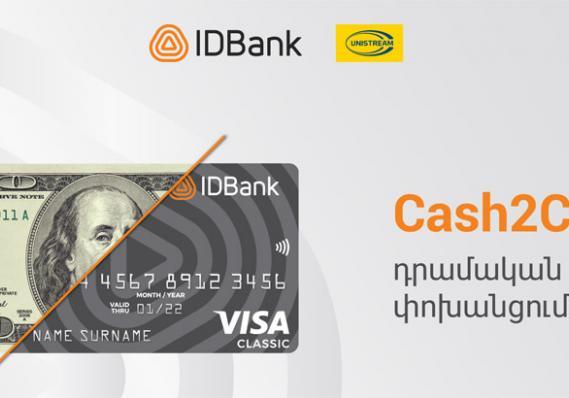 IDBank
UNISTREAM
IDBank
4 4567 8912 3456
MONTH / YEAR
VALID
THRU 01/22
NAME SURNAME
VISA
CLASSIC
Cash2C
դրամական
փոխանցում